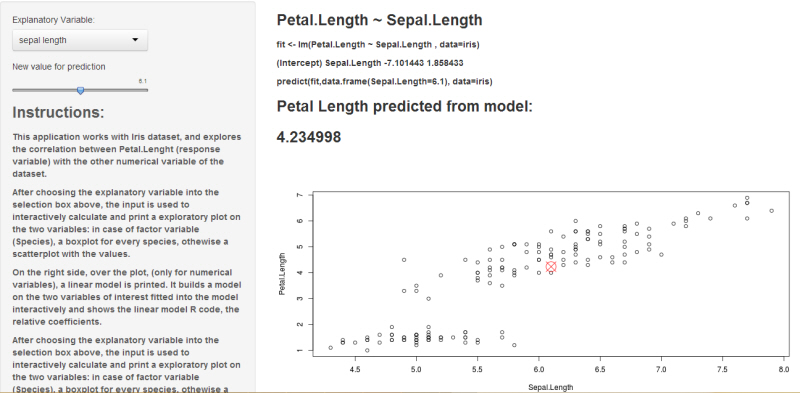 Explanatory Variable:
sepal length
New value for prediction
6.1
Instructions:
This application works with Iris dataset, and explores
the correlation between Petal.Lenght (response
variable) with the other numerical variable of the
dataset.
After choosing the explanatory variable into the
selection box above, the input is used to
interactively calculate and print a exploratory plot on
the two variables: in case of factor variable
(Species), a boxplot for every species, othewise a
scatterplot with the values.
On the right side, over the plot, (only for numerical
variables), a linear model is printed. It builds a model
on the two variables of interest fitted into the model
interactively and shows the linear model R code, the
relative coefficients.
After choosing the explanatory variable into the
selection box above, the input is used to
interactively calculate and print a exploratory plot on
the two variables: in case of factor variable
(Species), a boxplot for every species, othewise a
Petal.Length ~ Sepal.Length
fit <- lm(Petal.Length ~ Sepal.Length , data=iris)
(Intercept) Sepal.Length -7.101443 1.858433
predict(fit,data.frame(Sepal.Length=6.1), data=iris)
Petal Length predicted from model:
4.234998
7
6
5
4
3
2
1
Petal.Length
4.5 5.0 5.5 6.0 6.5 7.0 7.5 8.0
Sepal.Length